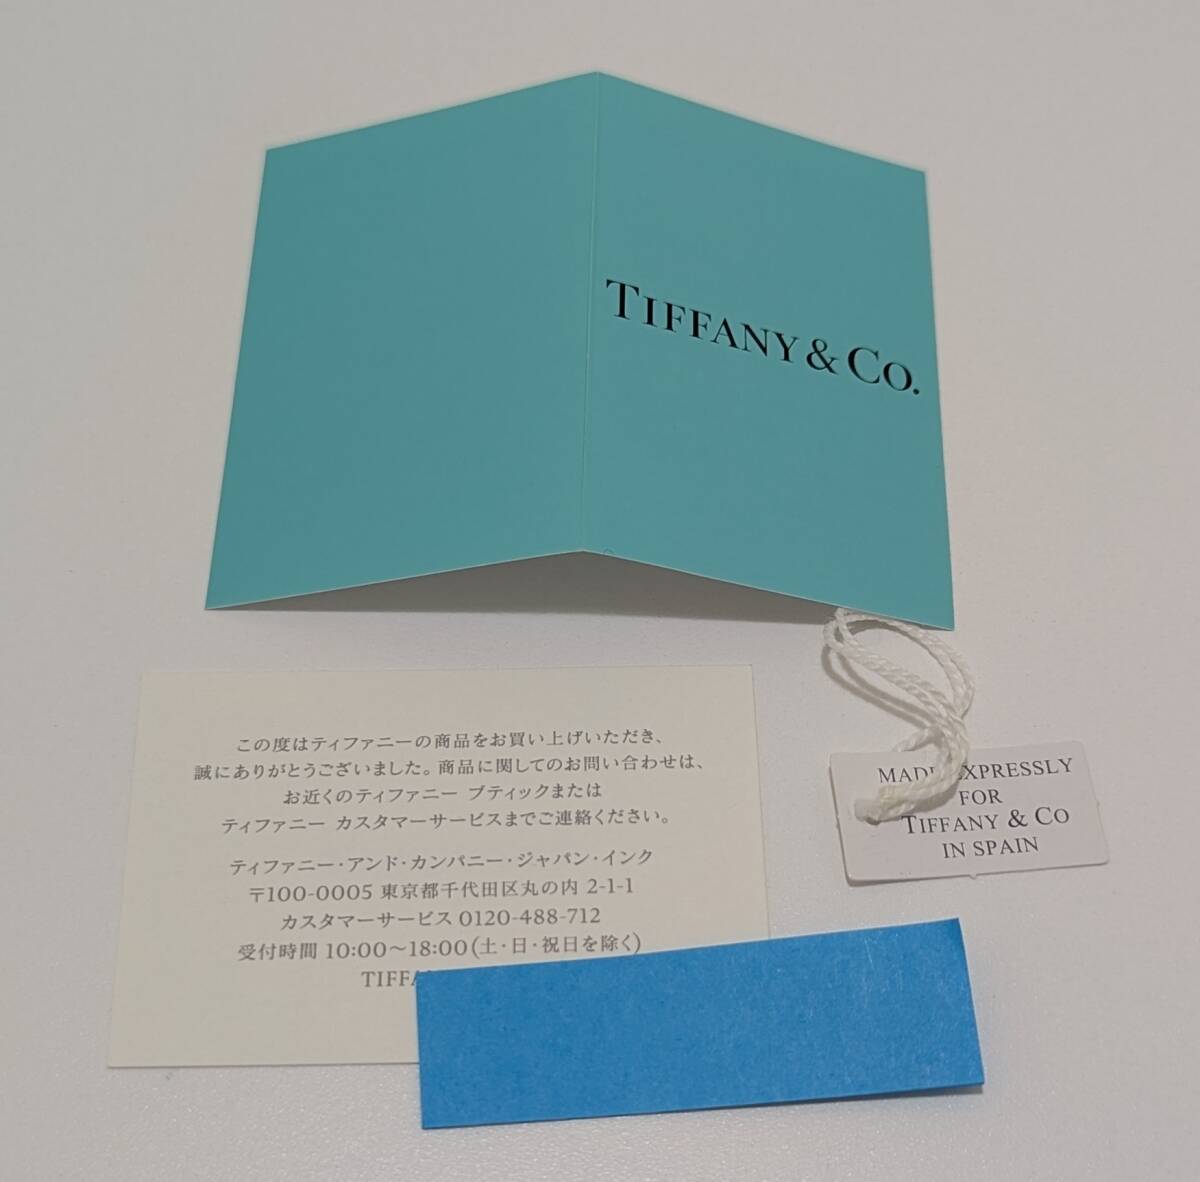 TIFFANY & CO.
この度はティファニーの商品をお買い上げいただき、
誠にありがとうございました。商品に関してのお問い合わせは、
お近くのティファニー ブティックまたは
ティファニー カスタマーサービスまでご連絡ください。
ティファニー・アンド・カンパニー・ジャパン・インク
〒100-0005 東京都千代田区丸の内 2-1-1
カスタマーサービス 0120-488-712
受付時間 10:00〜18:00(土・日・祝日を除く)
MADE EXPRESSLY
FOR
TIFFANY & CO
IN SPAIN